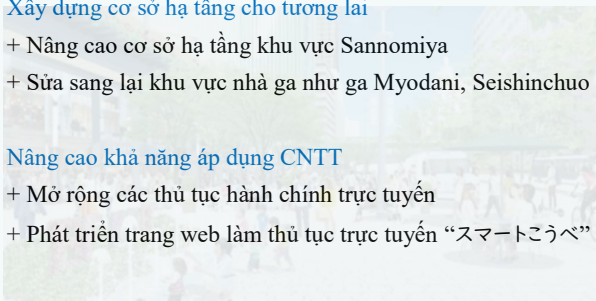 Xây dựng cơ sở hạ tầng cho tương lai
+ Nâng cao cơ sở hạ tầng khu vực Sannomiya
+ Sửa sang lại khu vực nhà ga như ga Myodani, Seishinchuo
Nâng cao khả năng áp dụng CNTT
+ Mở rộng các thủ tục hành chính trực tuyến
+ Phát triển trang web làm thủ tục trực tuyến “スマートこうべ”